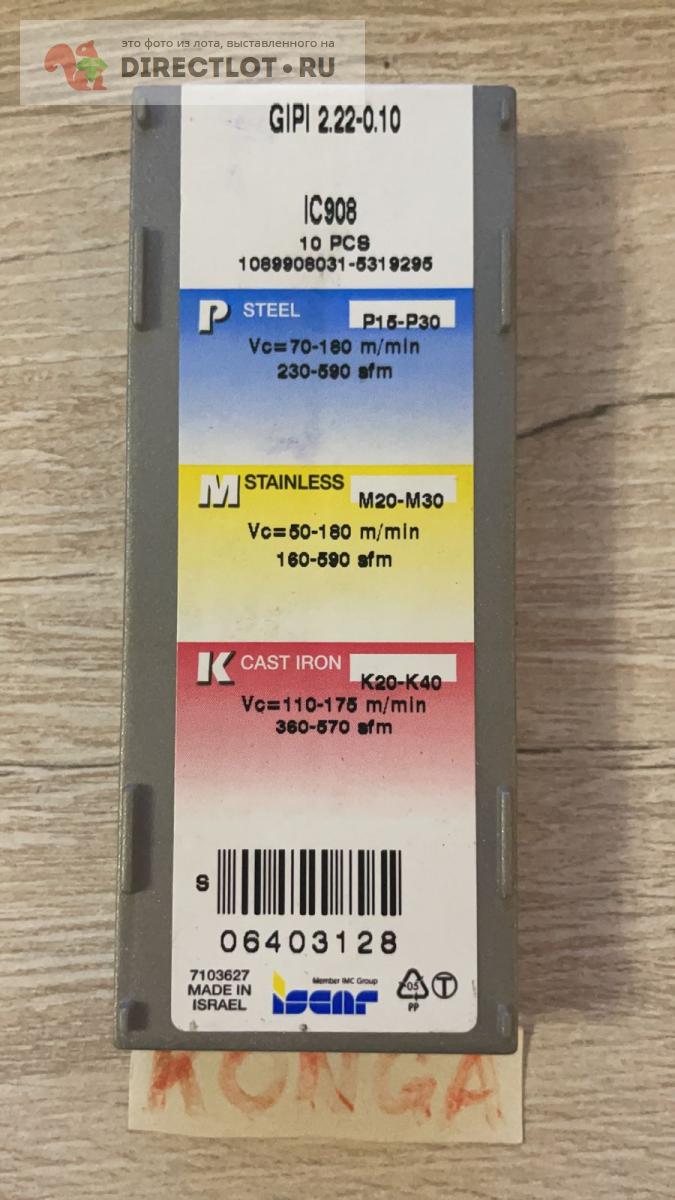 это фото из лота, выставленного на
DIRECTLOT.RU
GIPI 2.22-0.10
IC908
10 PCS
1089908031-5319295
P STEEL P15-P30
Vc=70-180 m/min
230-590 sfm
M STAINLESS M20-M30
Vc=50-180 m/min
160-590 sfm
K CAST IRON K20-K40
Vc=110-175 m/min
360-570 sfm
S
06403128
7103627
MADE IN
ISRAEL
Member IMC Group
iscar
05
PP
T
KONGA